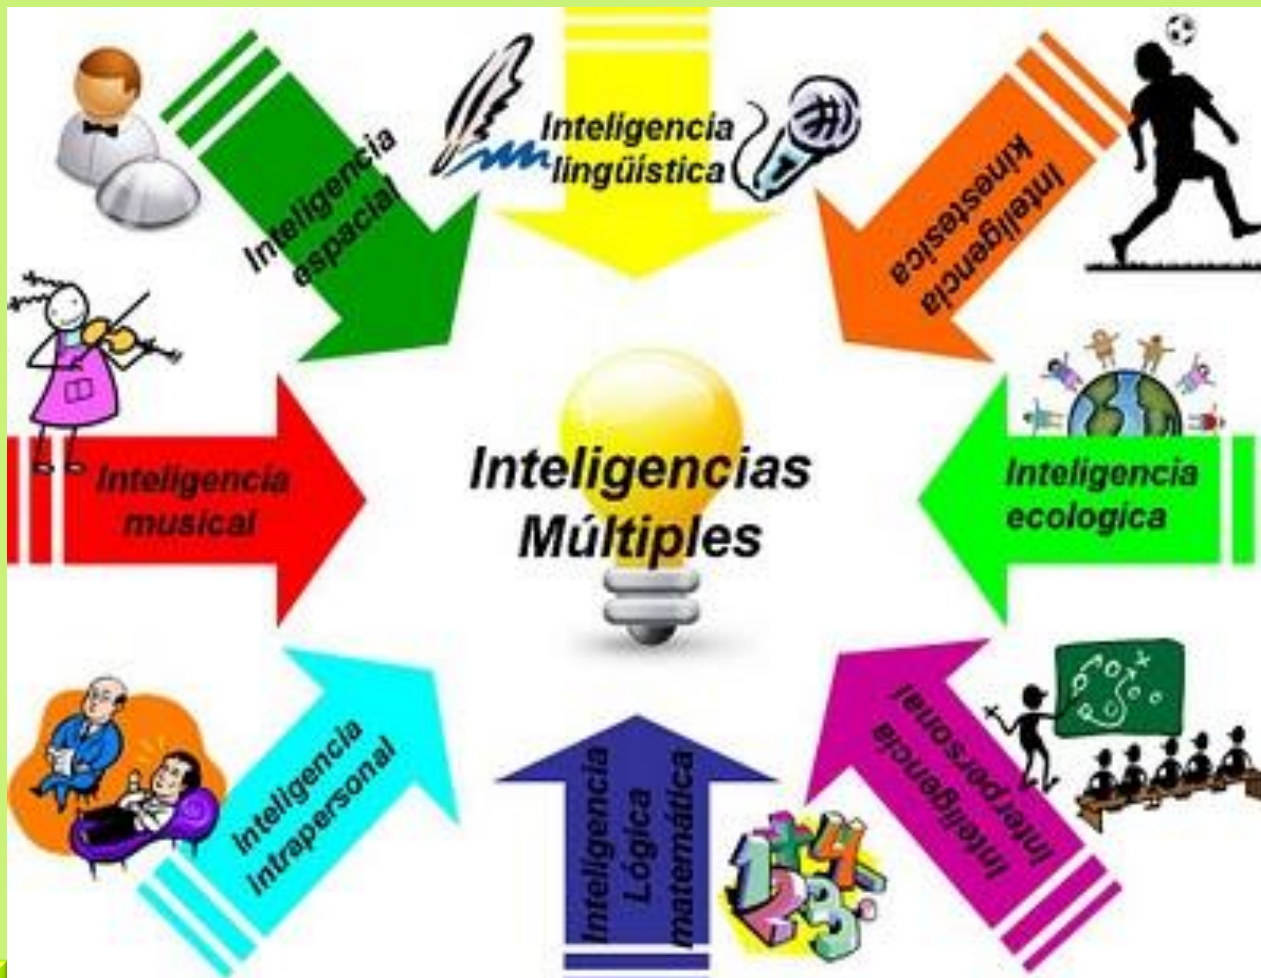 Inteligencia
lingüística
Inteligencia
espacial
Inteligencia
kinestesica
Inteligencias
Múltiples
Inteligencia
musical
Inteligencia
ecologica
Inteligencia
intrapersonal
Inteligencia
Lógica
matemática
Inteligencia
interpersonal